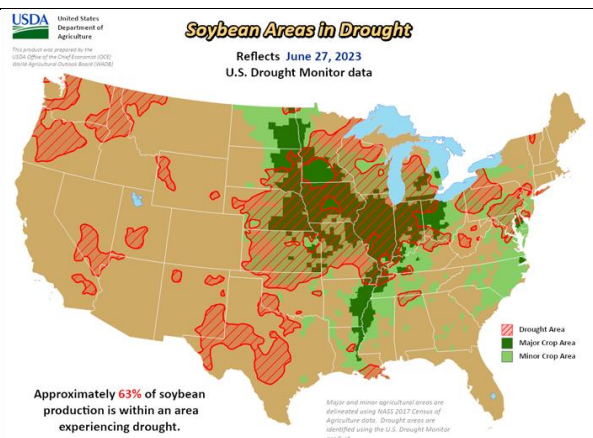 USDA
United States
Department of
Agriculture
This product was prepared by the
USDA Office of the Chief Economist (OCE)
World Agricultural Outlook Board (WAOB)
Soybean Areas in Drought
Reflects June 27, 2023
U.S. Drought Monitor data
Drought Area
Major Crop Area
Minor Crop Area
Approximately 63% of soybean
production is within an area
experiencing drought.
Major and minor agricultural areas are
delineated using NASS 2017 Census of
Agriculture data. Drought areas are
identified using the U.S. Drought Monitor